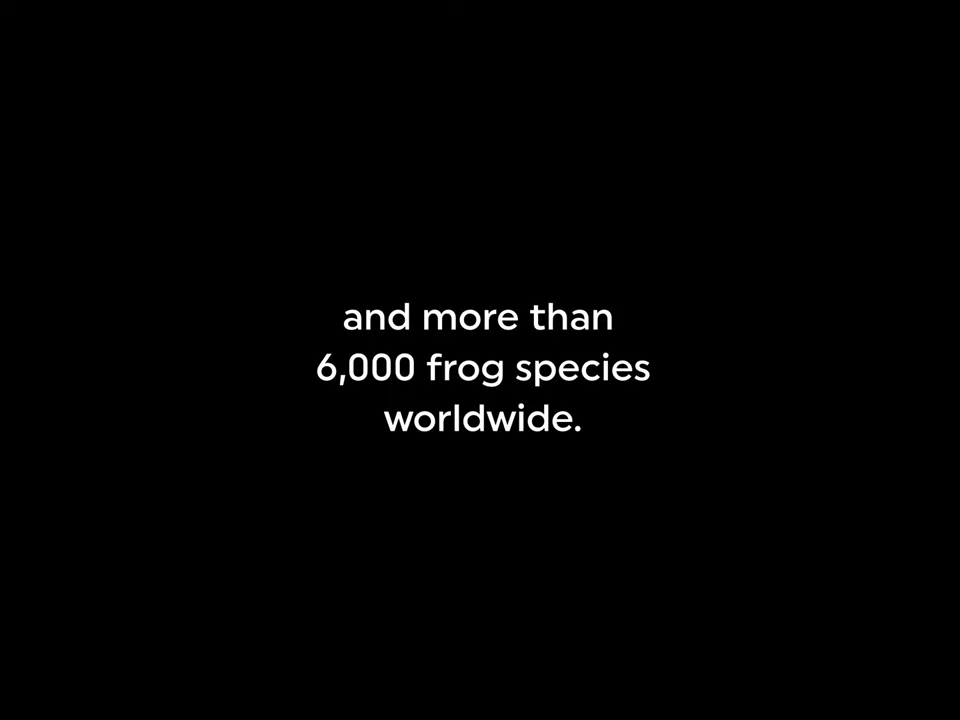 and more than
6,000 frog species
worldwide.